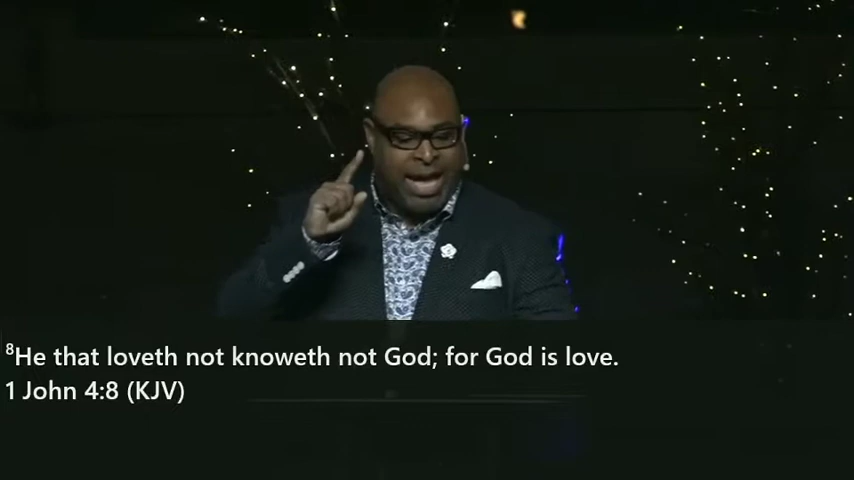 ⁸He that loveth not knoweth not God; for God is love.
1 John 4:8 (KJV)